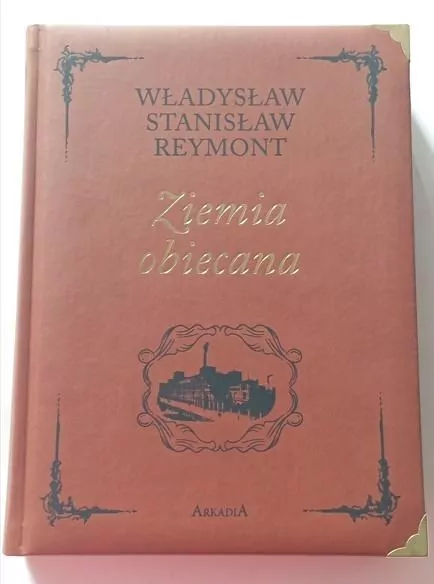 WŁADYSŁAW
STANISŁAW
REYMONT
Ziemia
obiecana
ARKADIA